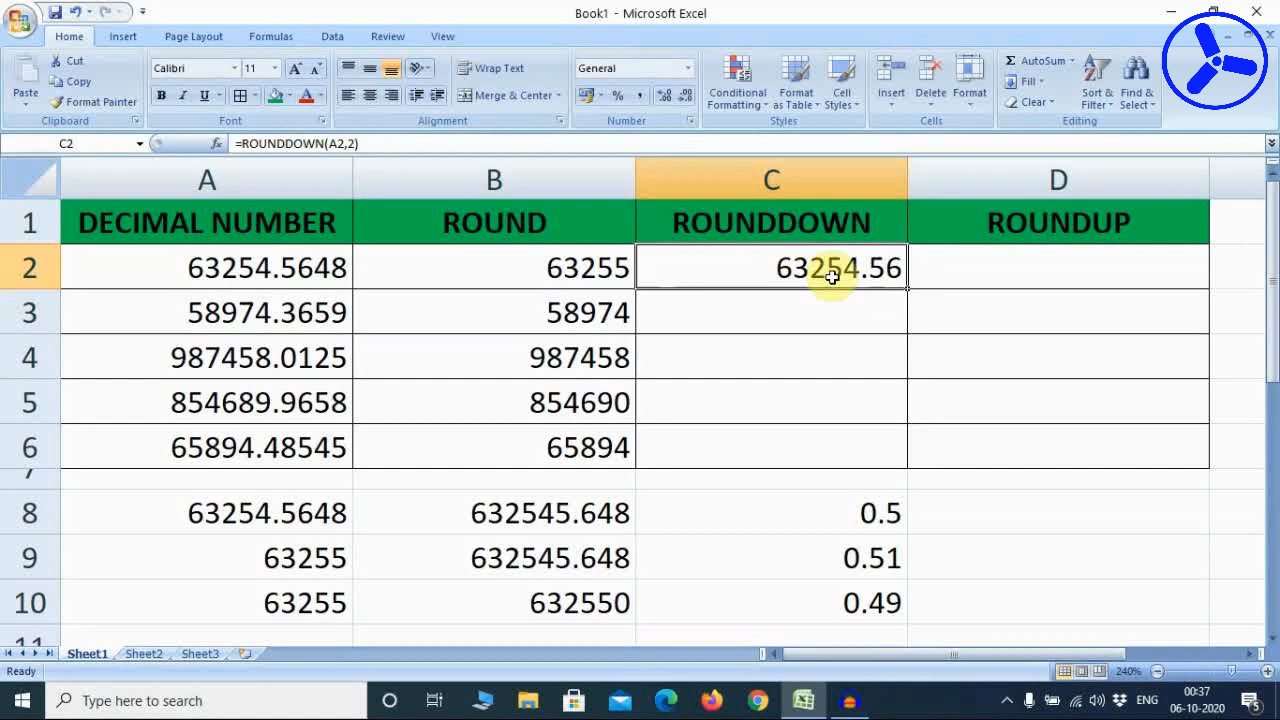 Book1 - Microsoft Excel
Home Insert Page Layout Formulas Data Review View
Paste Cut Copy Format Painter Clipboard
Calibri 11 B I U A A A Font
Wrap Text Merge & Center Alignment
General % , Number
Conditional Formatting Format as Table Cell Styles Styles
Insert Delete Format Cells
Σ AutoSum Fill Clear Sort & Filter Find & Select Editing
C2 fx =ROUNDDOWN(A2,2)
A B C D
1 DECIMAL NUMBER ROUND ROUNDDOWN ROUNDUP
2 63254.5648 63255 63254.56
3 58974.3659 58974
4 987458.0125 987458
5 854689.9658 854690
6 65894.48545 65894
7
8 63254.5648 632545.648 0.5
9 63255 632545.648 0.51
10 63255 632550 0.49
11
Sheet1 Sheet2 Sheet3
Ready 240%
Type here to search ENG 00:37
06-10-2020 5